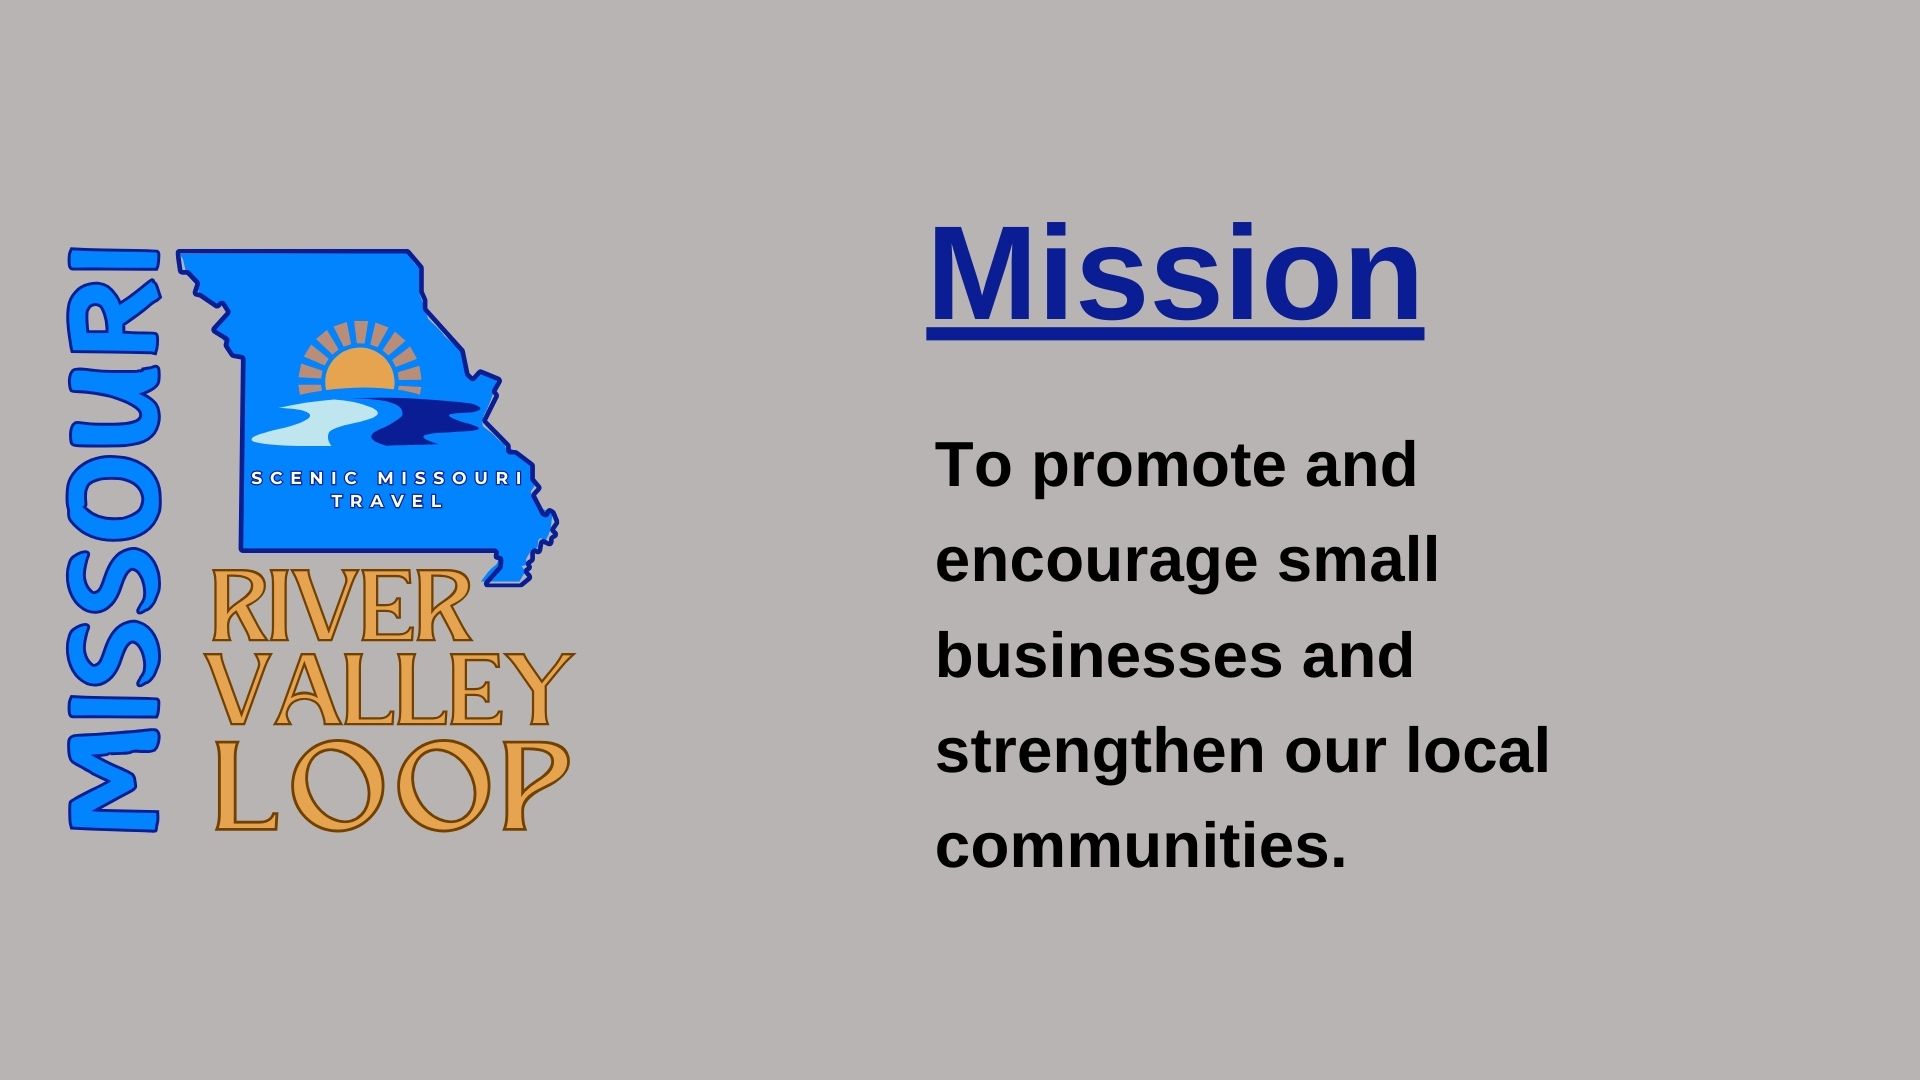 MISSOURI
SCENIC MISSOURI
TRAVEL
RIVER
VALLEY
LOOP
Mission
To promote and
encourage small
businesses and
strengthen our local
communities.